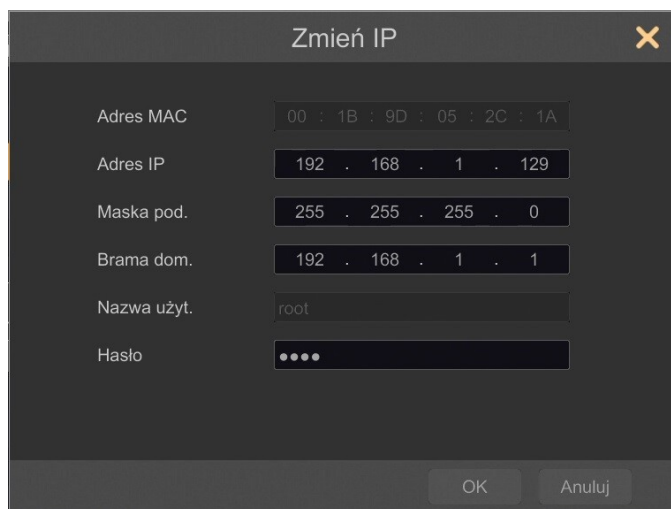 Zmień IP
Adres MAC 00 : 1B : 9D : 05 : 2C : 1A
Adres IP 192 . 168 . 1 . 129
Maska pod. 255 . 255 . 255 . 0
Brama dom. 192 . 168 . 1 . 1
Nazwa użyt. root
Hasło ●●●●
OK Anuluj